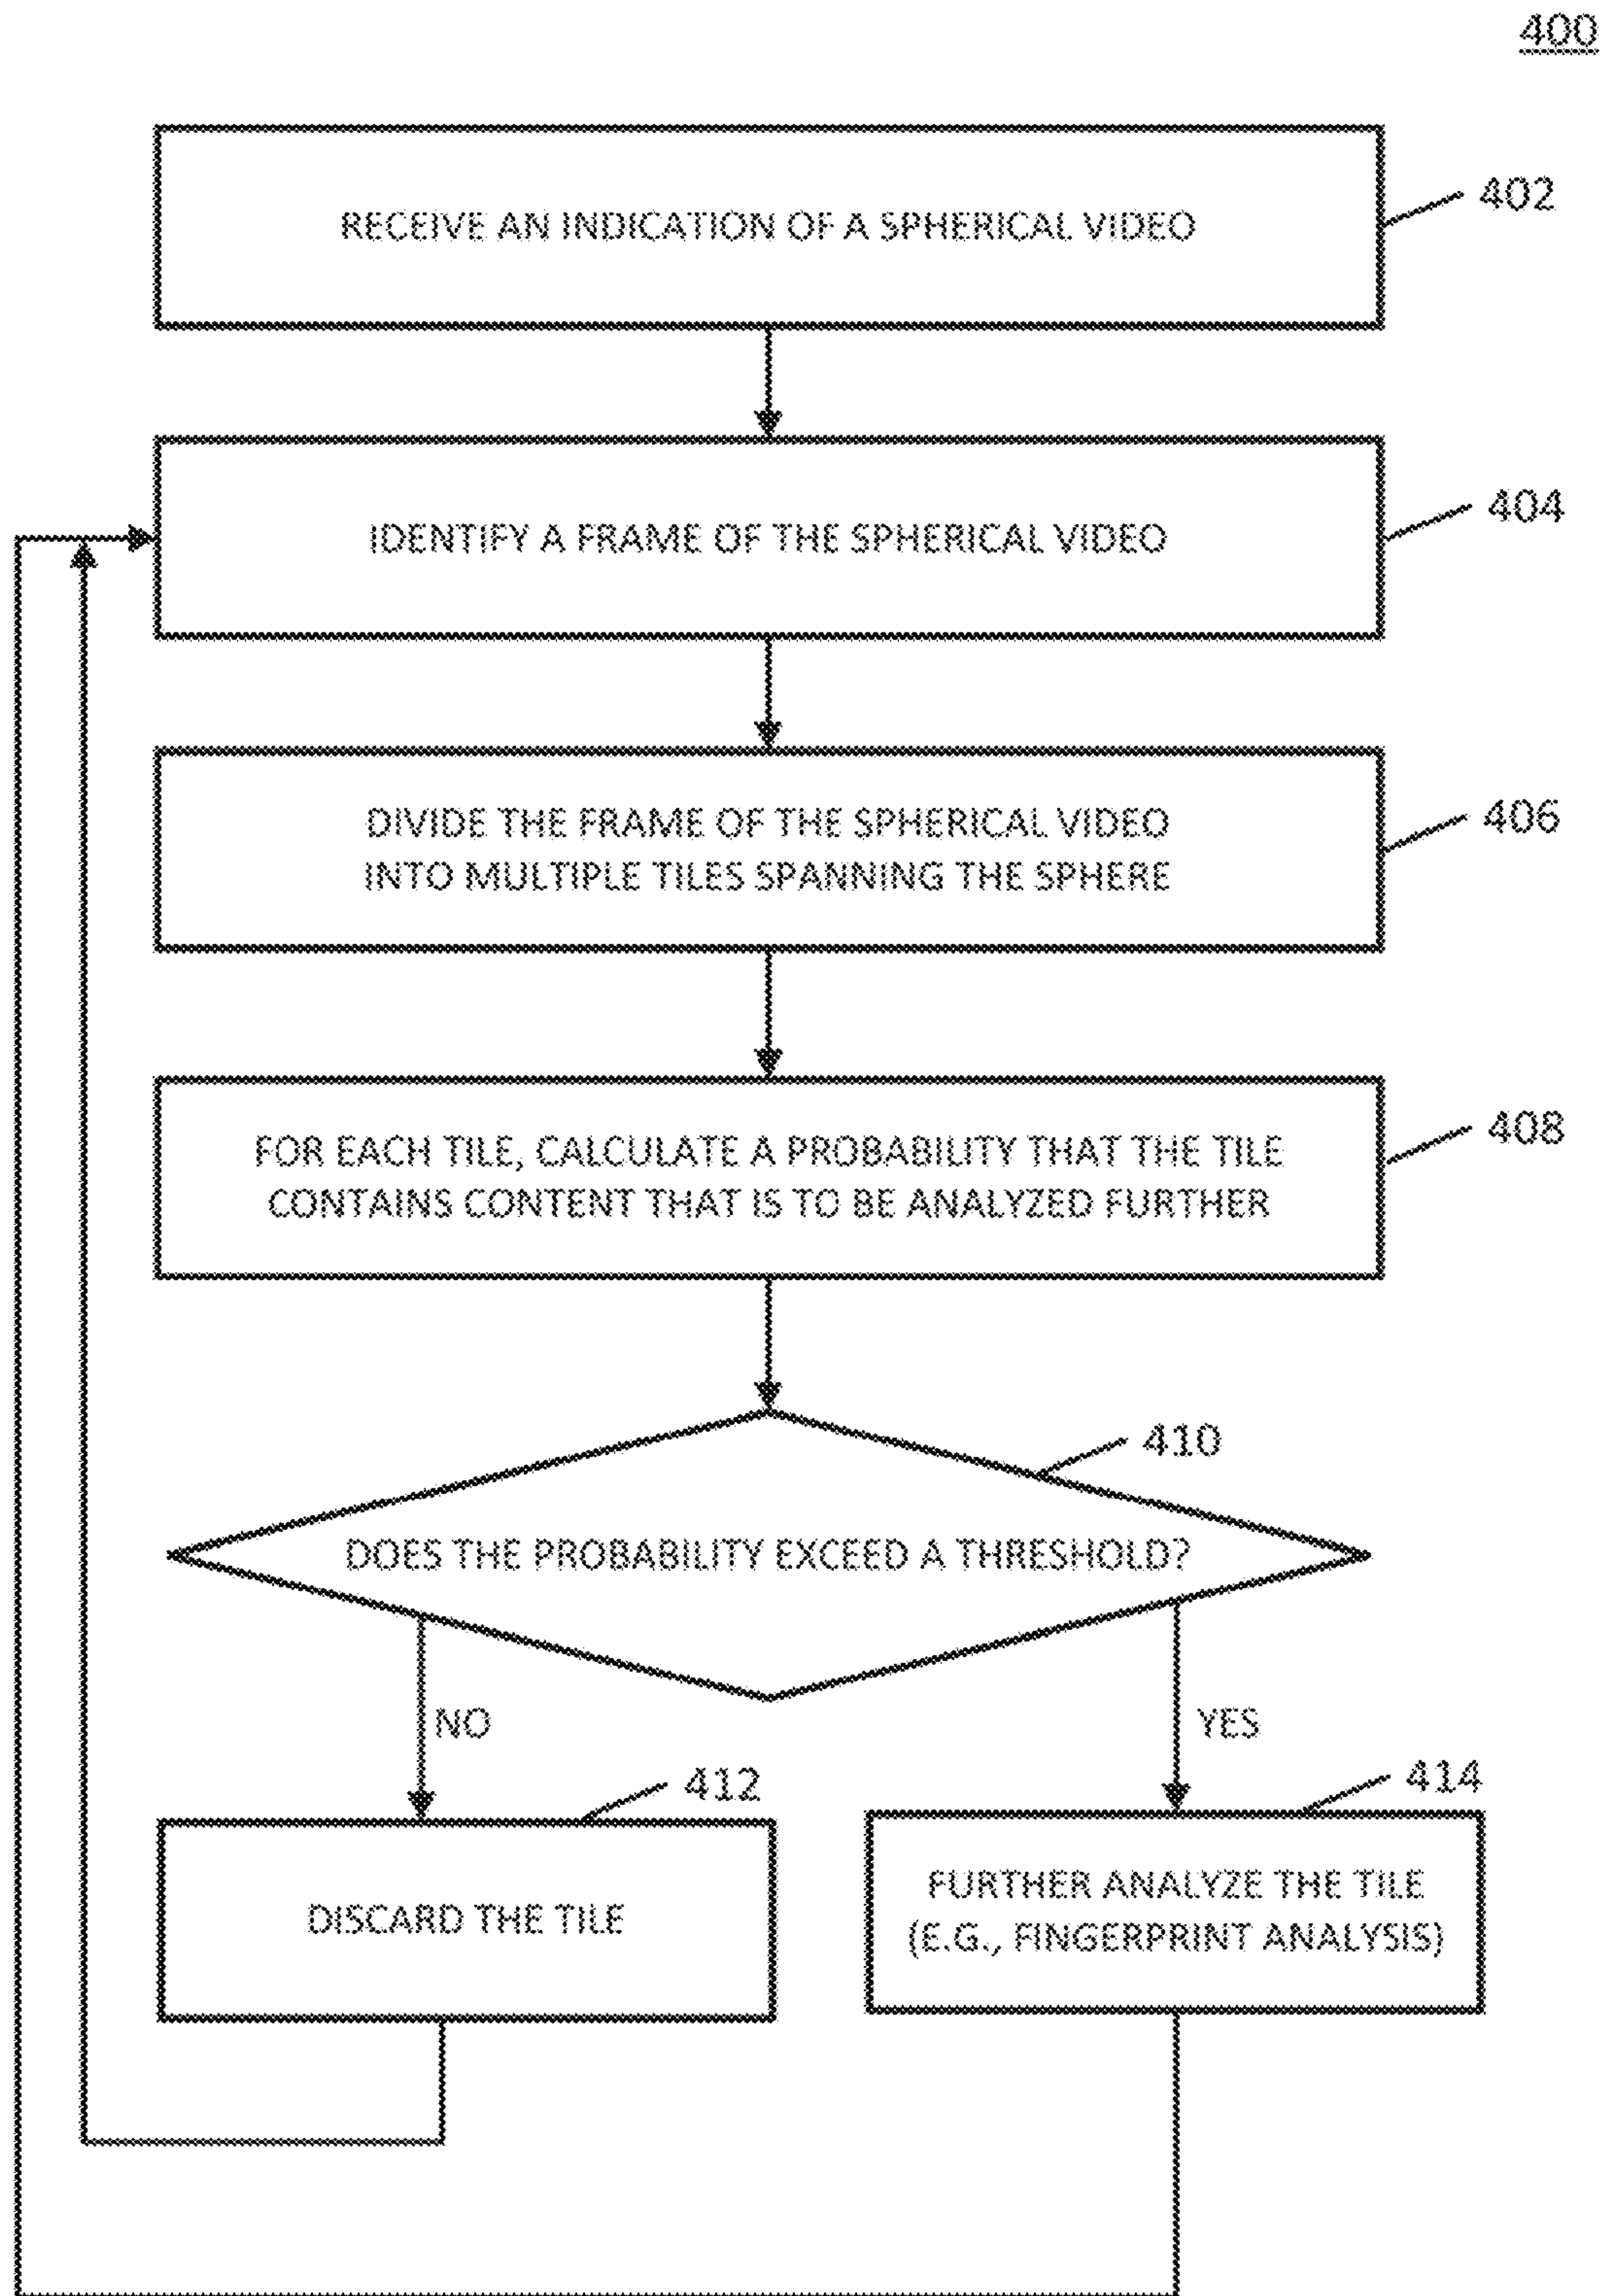 400
RECEIVE AN INDICATION OF A SPHERICAL VIDEO
402
IDENTIFY A FRAME OF THE SPHERICAL VIDEO
404
DIVIDE THE FRAME OF THE SPHERICAL VIDEO
INTO MULTIPLE TILES SPANNING THE SPHERE
406
FOR EACH TILE, CALCULATE A PROBABILITY THAT THE TILE
CONTAINS CONTENT THAT IS TO BE ANALYZED FURTHER
408
410
DOES THE PROBABILITY EXCEED A THRESHOLD?
NO
YES
412
414
DISCARD THE TILE
FURTHER ANALYZE THE TILE
(E.G., FINGERPRINT ANALYSIS)